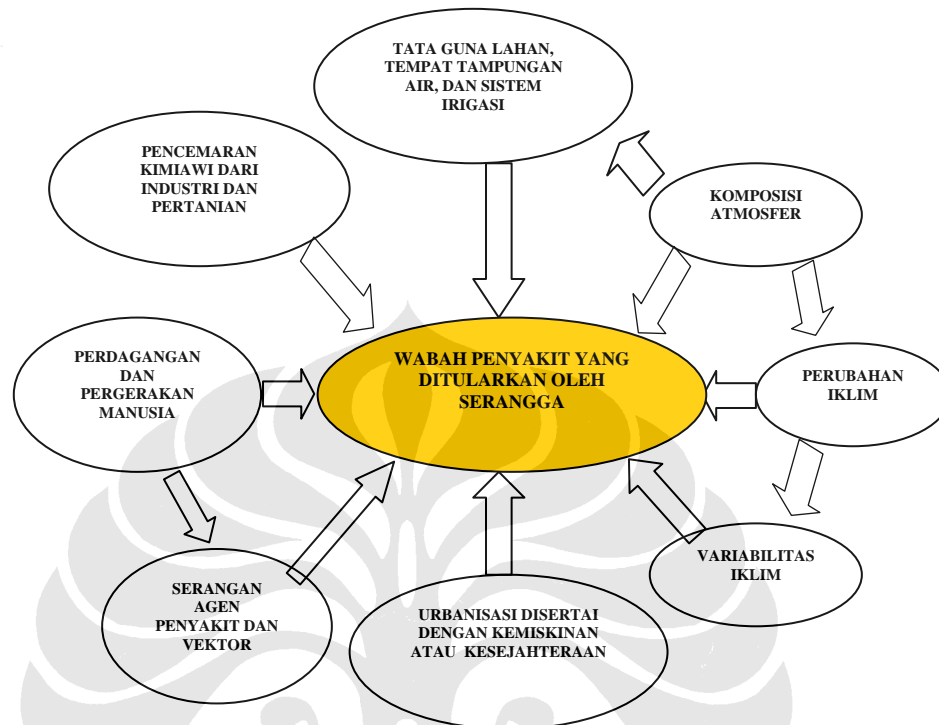 TATA GUNA LAHAN,
TEMPAT TAMPUNGAN
AIR, DAN SISTEM
IRIGASI
PENCEMARAN
KIMIAWI DARI
INDUSTRI DAN
PERTANIAN
KOMPOSISI
ATMOSFER
WABAH PENYAKIT YANG
DITULARKAN OLEH
SERANGGA
PERDAGANGAN
DAN
PERGERAKAN
MANUSIA
PERUBAHAN
IKLIM
VARIABILITAS
IKLIM
SERANGAN
AGEN
PENYAKIT DAN
VEKTOR
URBANISASI DISERTAI
DENGAN KEMISKINAN
ATAU KESEJAHTERAAN